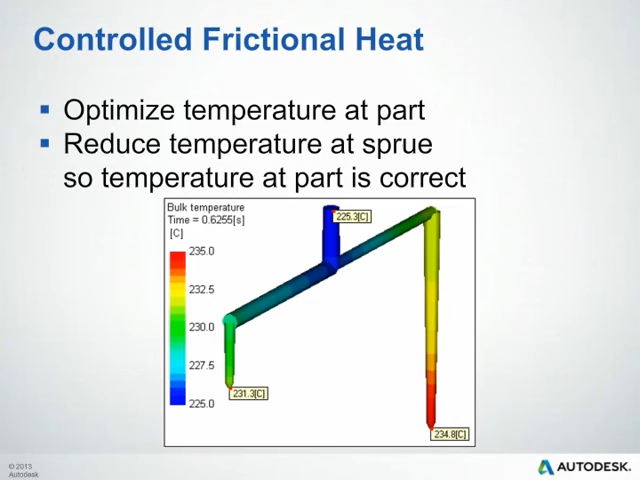 Controlled Frictional Heat
▪ Optimize temperature at part
▪ Reduce temperature at sprue
so temperature at part is correct
Bulk temperature
Time = 0.6255[s]
[C]
225.3[C]
235.0
232.5
230.0
227.5
225.0
231.3[C]
234.8[C]
© 2013
Autodesk
AUTODESK.